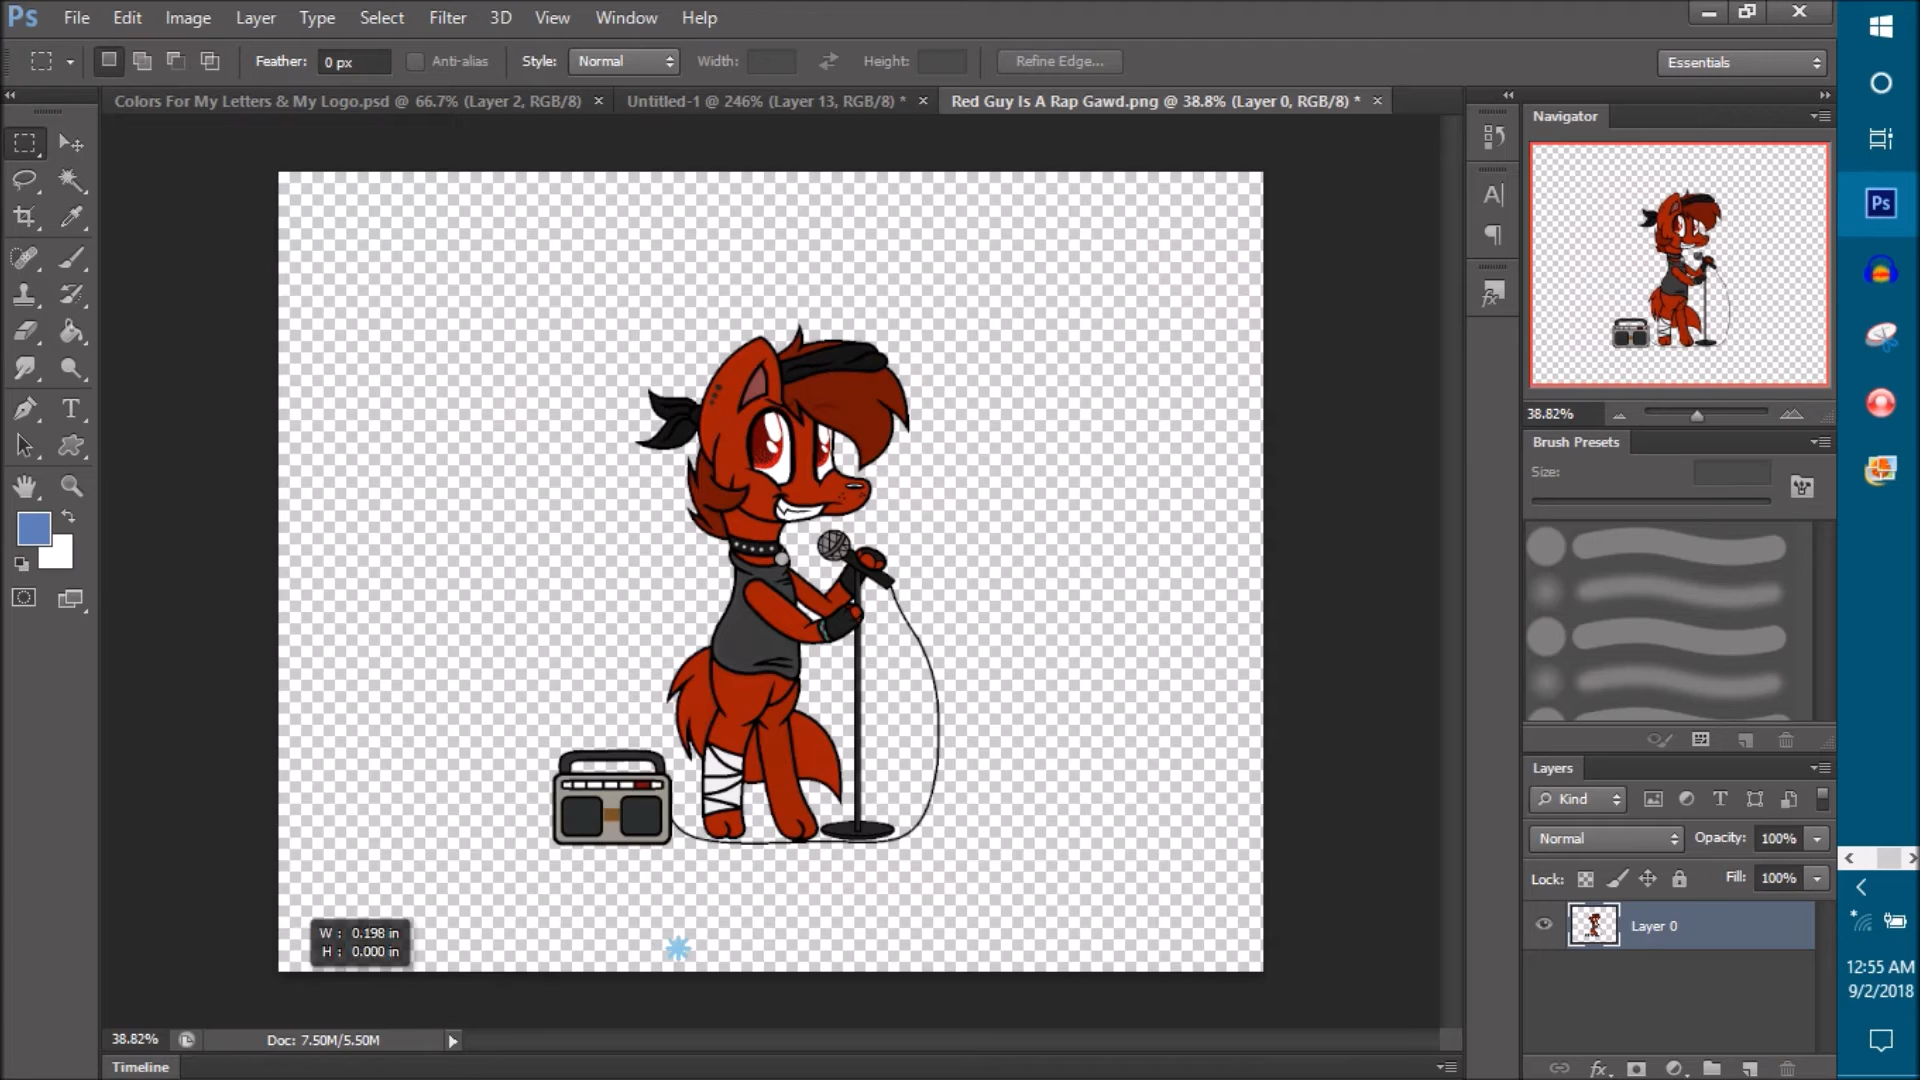 Ps File Edit Image Layer Type Select Filter 3D View Window Help
Feather: 0 px Anti-alias Style: Normal Width: Height: Refine Edge... Essentials
Colors For My Letters & My Logo.psd @ 66.7% (Layer 2, RGB/8) × Untitled-1 @ 246% (Layer 13, RGB/8) * × Red Guy Is A Rap Gawd.png @ 38.8% (Layer 0, RGB/8) * ×
Navigator
38.82%
Brush Presets
Size:
Layers
Kind
Normal Opacity: 100%
Lock: Fill: 100%
Layer 0
W : 0.198 in
H : 0.000 in
38.82% Doc: 7.50M/5.50M
Timeline
Ps
12:55 AM
9/2/2018